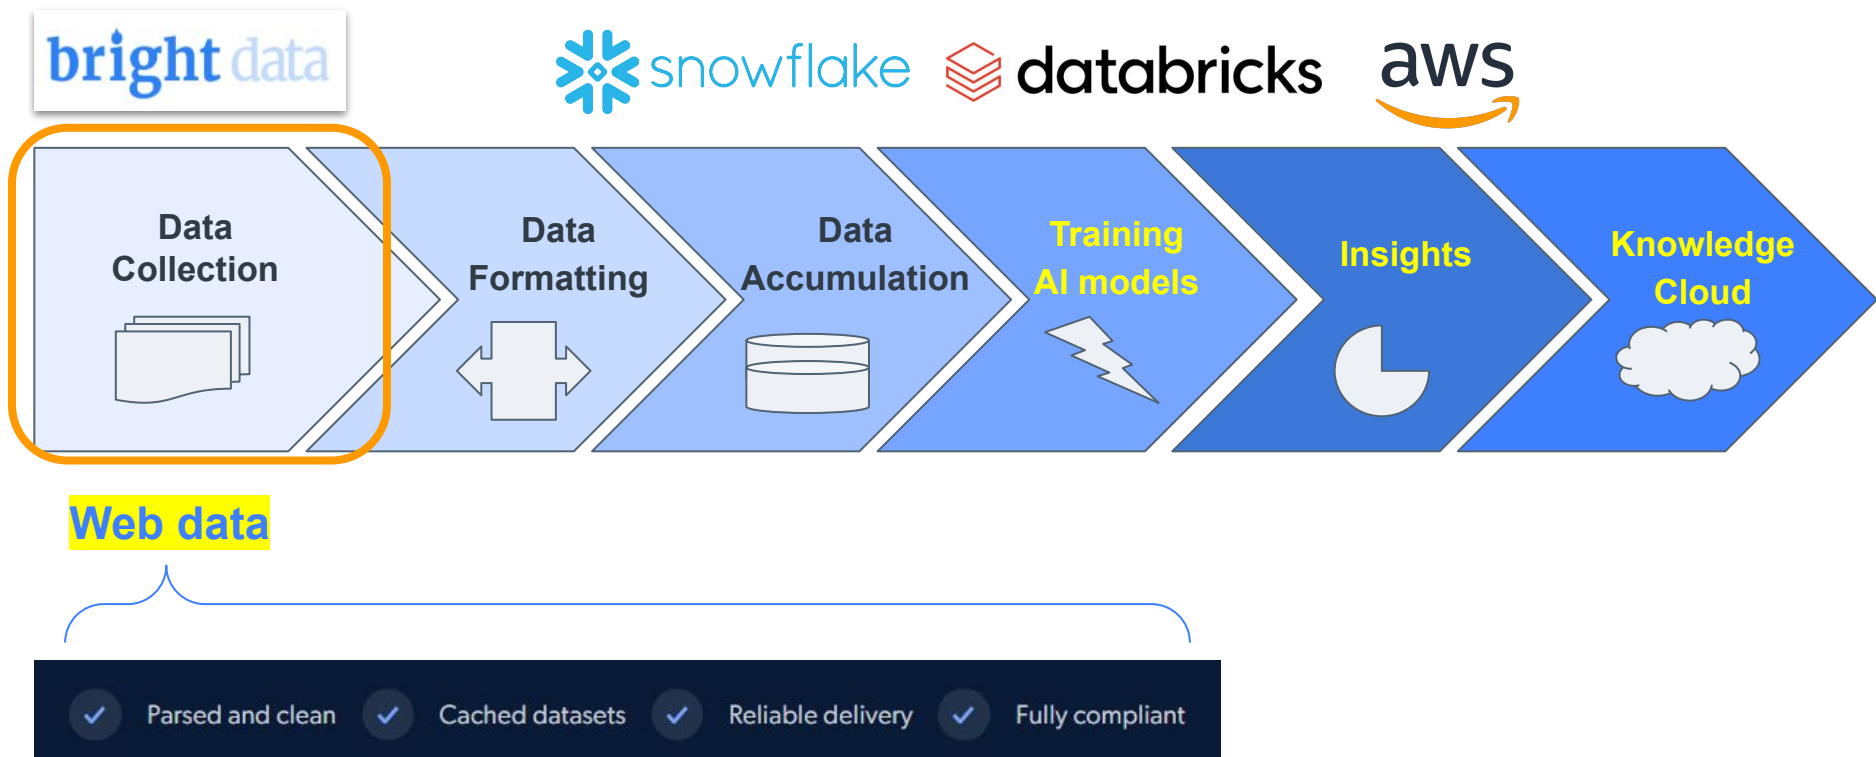 bright data
snowflake databricks aws
Data
Collection
Data
Formatting
Data
Accumulation
Training
AI models
Insights
Knowledge
Cloud
Web data
Parsed and clean
Cached datasets
Reliable delivery
Fully compliant